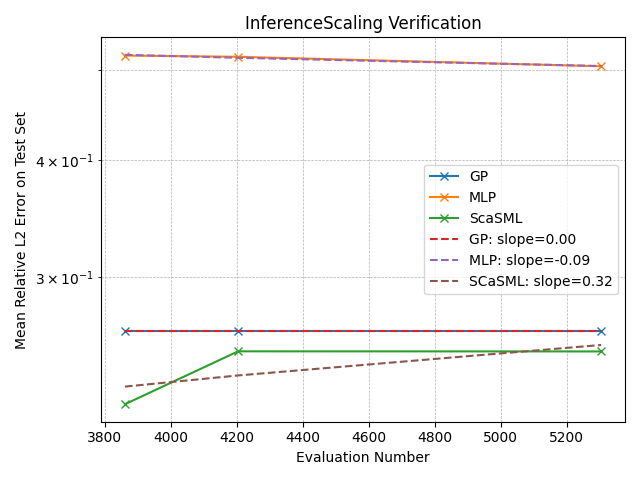 InferenceScaling Verification
Mean Relative L2 Error on Test Set
4 × 10⁻¹
3 × 10⁻¹
GP
MLP
ScaSML
GP: slope=0.00
MLP: slope=-0.09
SCaSML: slope=0.32
3800 4000 4200 4400 4600 4800 5000 5200
Evaluation Number